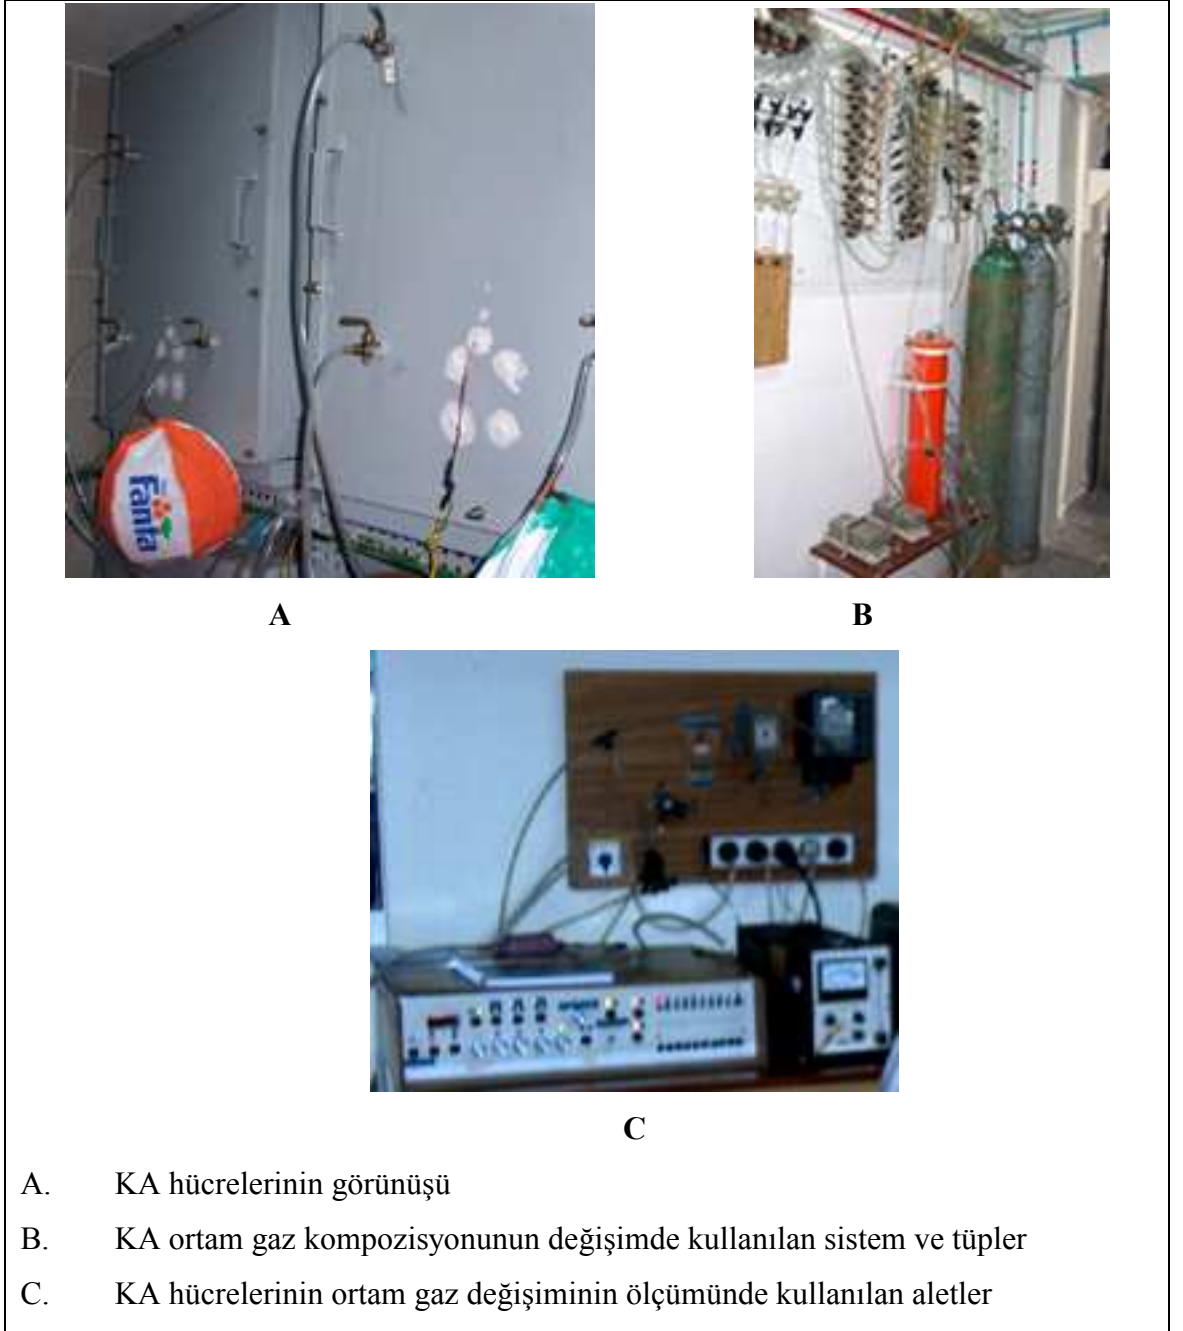 Fanta
A
B
C
A. KA hücrelerinin görünüşü
B. KA ortam gaz kompozisyonunun değişimde kullanılan sistem ve tüpler
C. KA hücrelerinin ortam gaz değişiminin ölçümünde kullanılan aletler